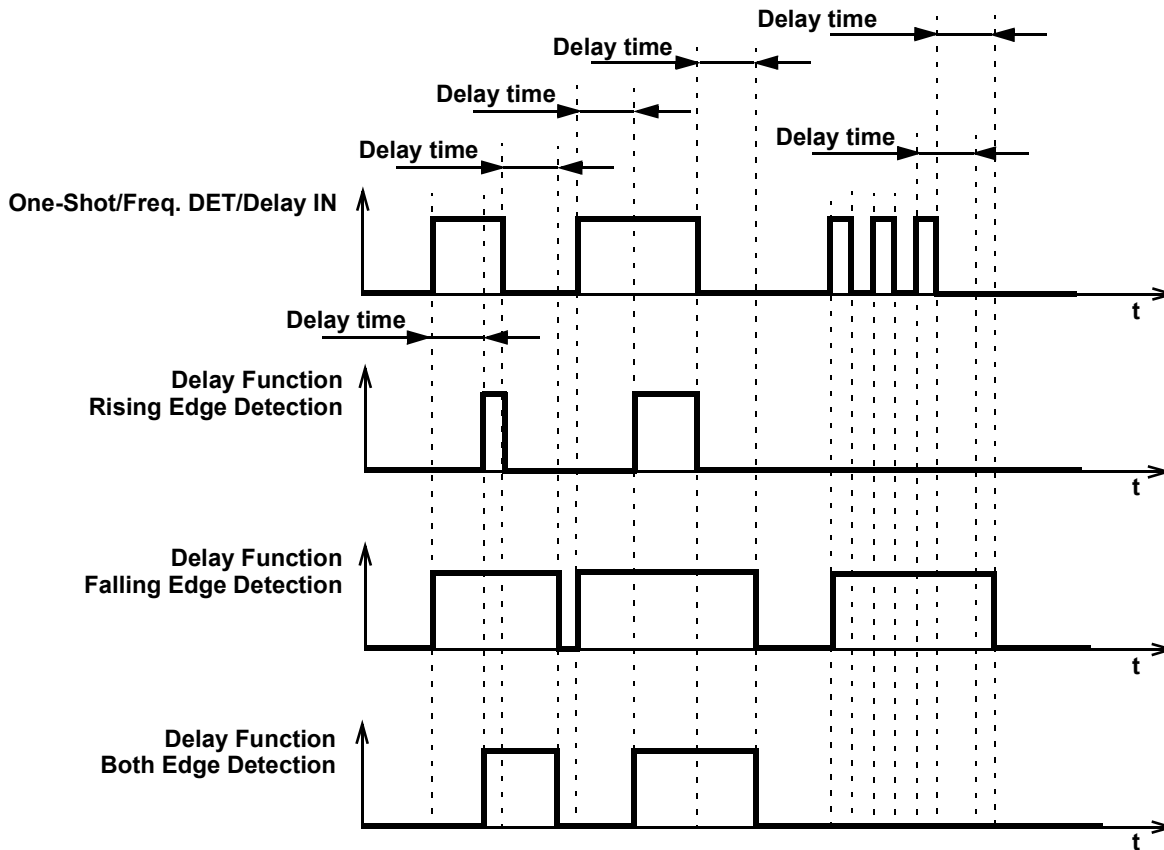 Delay time
Delay time
Delay time
Delay time
Delay time
One-Shot/Freq. DET/Delay IN
t
Delay time
Delay Function
Rising Edge Detection
t
Delay Function
Falling Edge Detection
t
Delay Function
Both Edge Detection
t